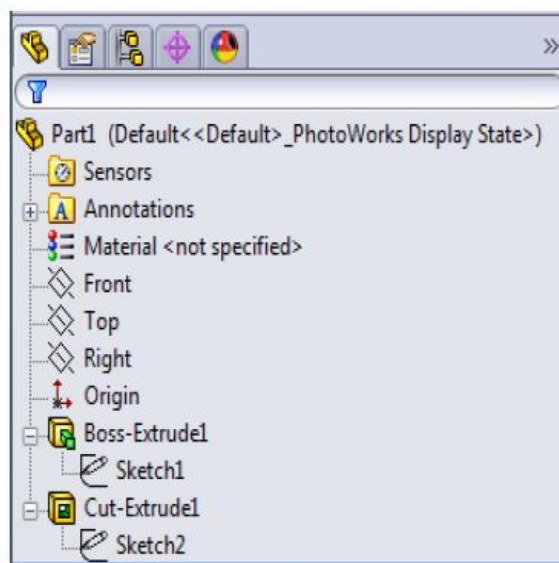 »
Part1 (Default<<Default>_PhotoWorks Display State>)
Sensors
A Annotations
Material <not specified>
Front
Top
Right
Origin
Boss-Extrude1
Sketch1
Cut-Extrude1
Sketch2